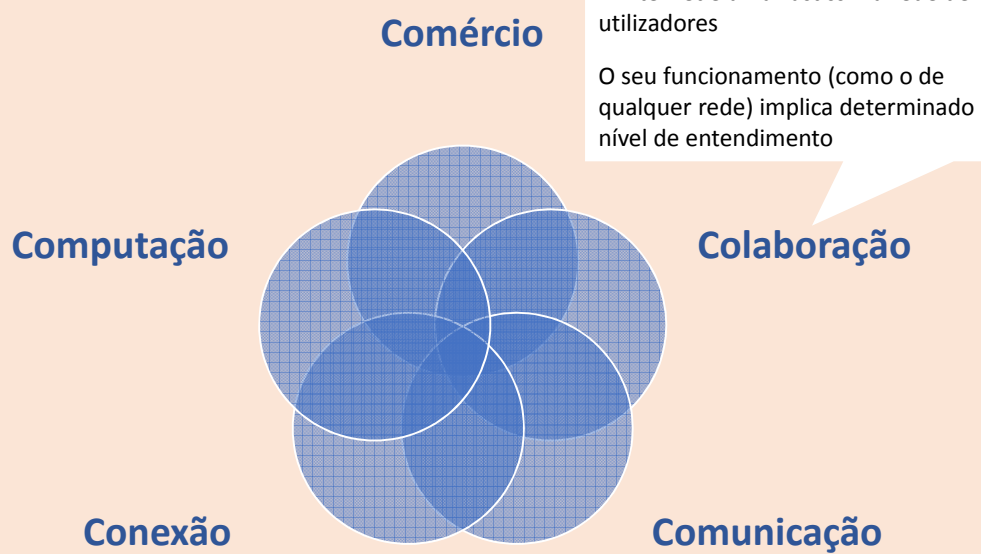 Comércio
utilizadores
O seu funcionamento (como o de
qualquer rede) implica determinado
nível de entendimento
Computação
Colaboração
Conexão
Comunicação